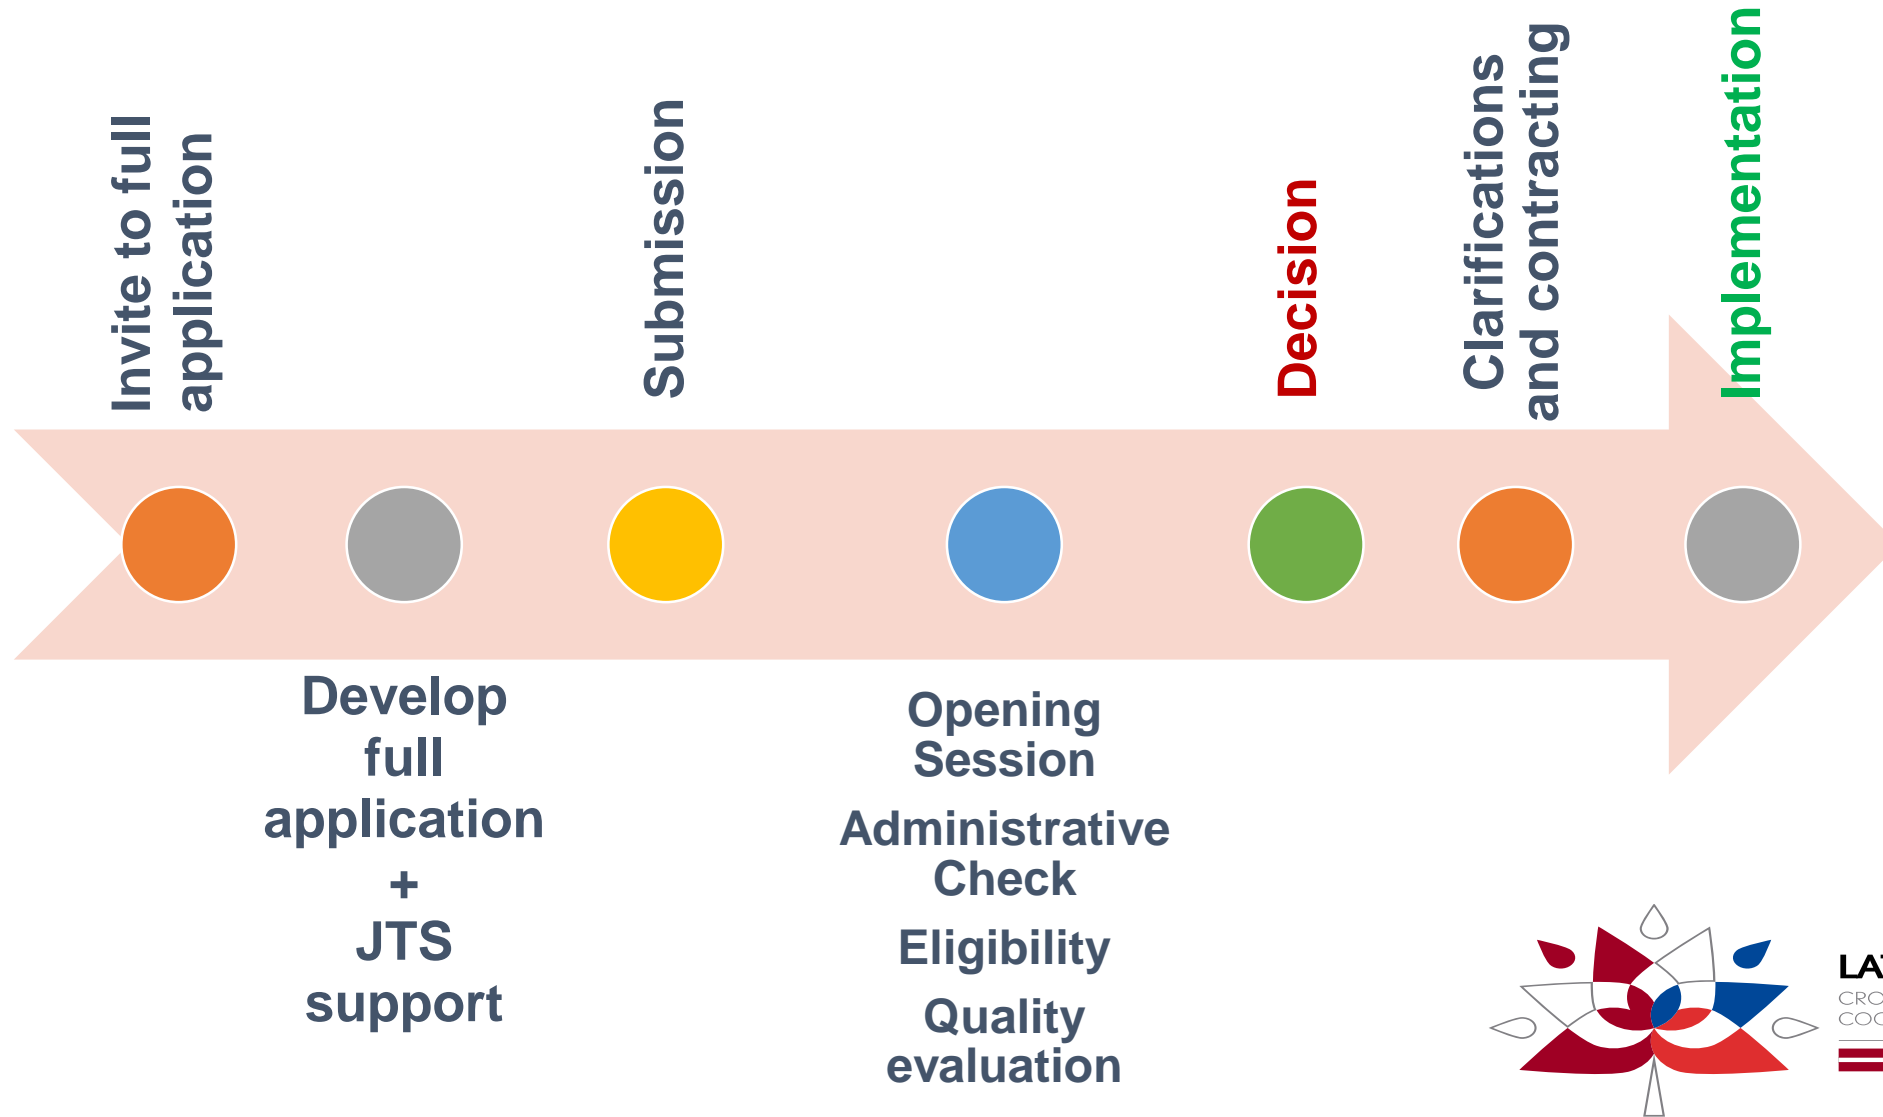 Invite to full
application
Submission
Decision
Clarifications
and contracting
Implementation
Develop
full
application
+
JTS
support
Opening
Session
Administrative
Check
Eligibility
Quality
evaluation